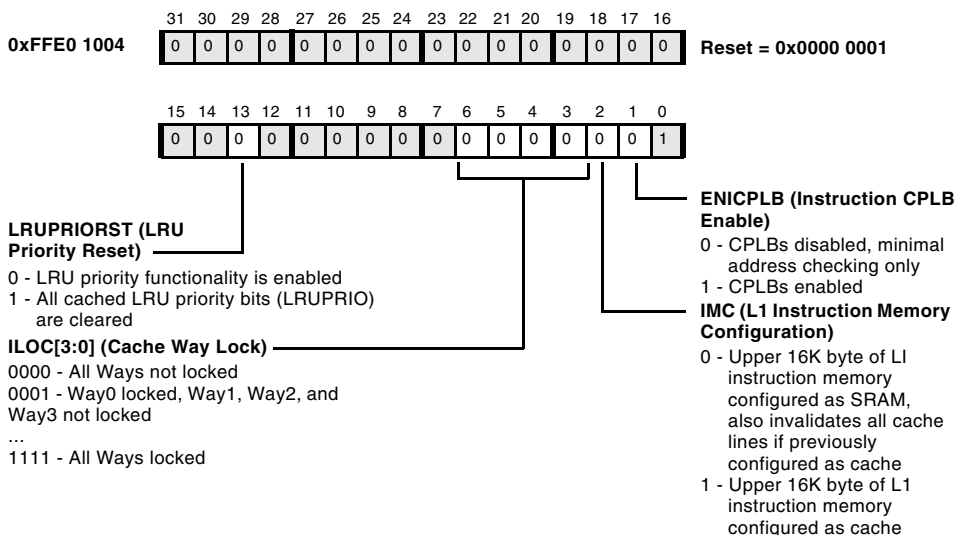 31 30 29 28 27 26 25 24 23 22 21 20 19 18 17 16
0xFFE0 1004 0 0 0 0 0 0 0 0 0 0 0 0 0 0 0 0 Reset = 0x0000 0001
15 14 13 12 11 10 9 8 7 6 5 4 3 2 1 0
0 0 0 0 0 0 0 0 0 0 0 0 0 0 0 1
LRUPRIORST (LRU
Priority Reset)
0 - LRU priority functionality is enabled
1 - All cached LRU priority bits (LRUPRIO)
are cleared
ILOC[3:0] (Cache Way Lock)
0000 - All Ways not locked
0001 - Way0 locked, Way1, Way2, and
Way3 not locked
...
1111 - All Ways locked
ENICPLB (Instruction CPLB
Enable)
0 - CPLBs disabled, minimal
address checking only
1 - CPLBs enabled
IMC (L1 Instruction Memory
Configuration)
0 - Upper 16K byte of LI
instruction memory
configured as SRAM,
also invalidates all cache
lines if previously
configured as cache
1 - Upper 16K byte of L1
instruction memory
configured as cache